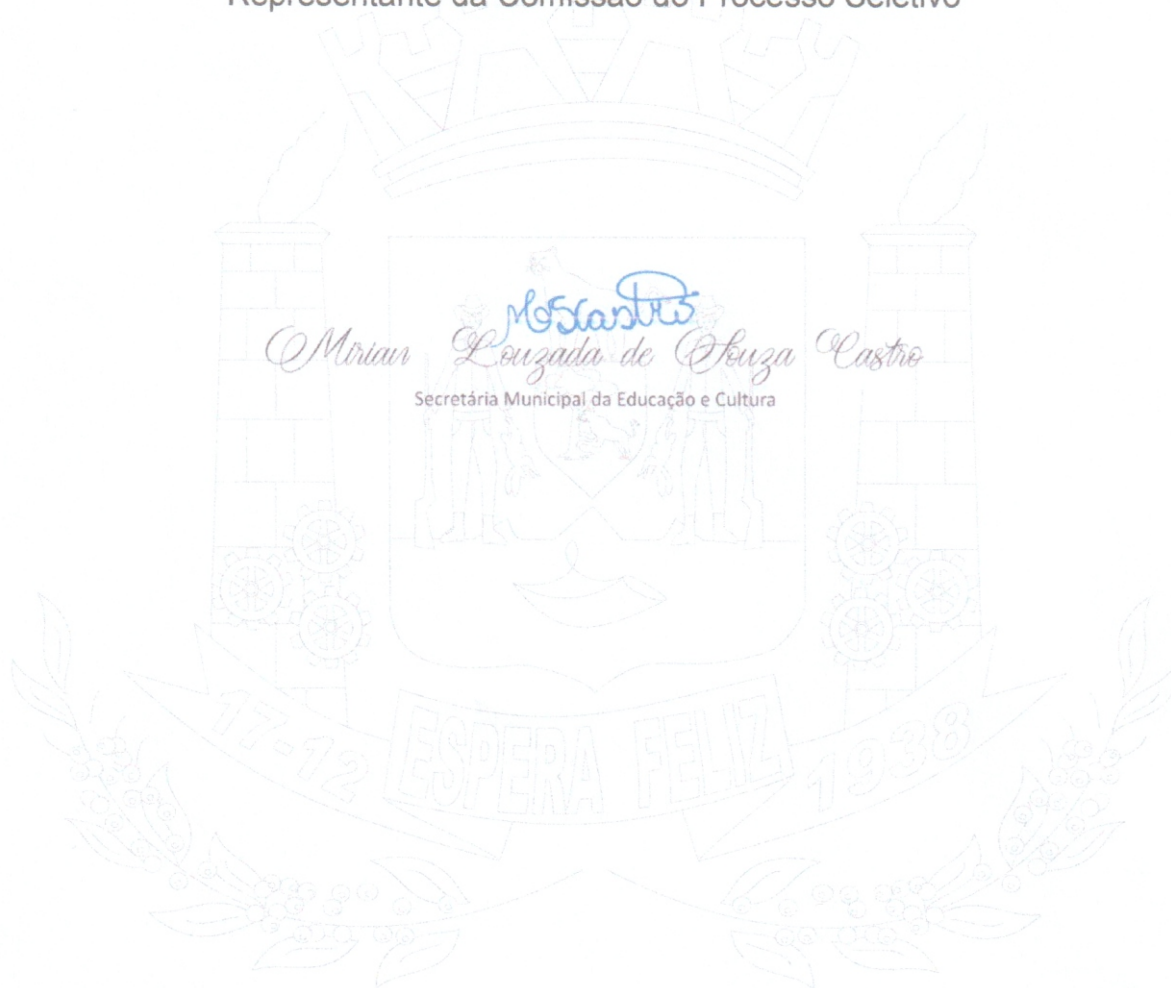 Representante da Comissão do Processo Seletivo
Mirian Louzada de Souza Castro
Secretária Municipal da Educação e Cultura
17-12 ESPERA FELIZ 1938